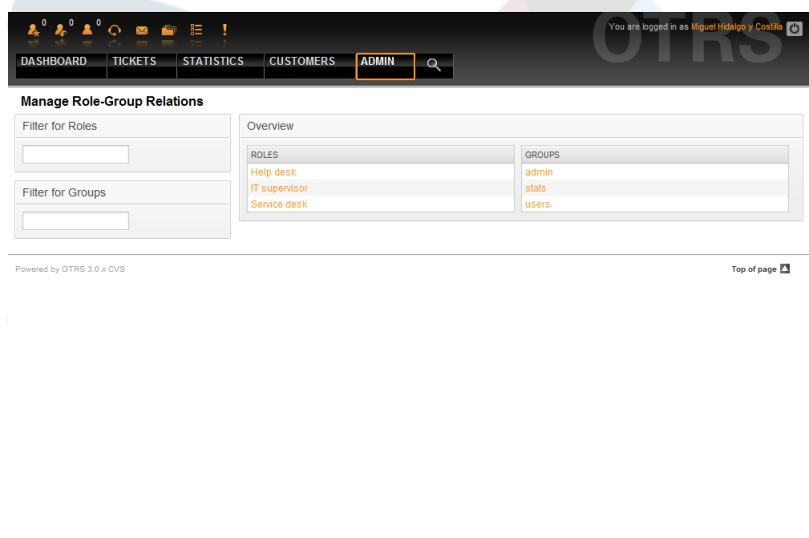 0 0 0
OTRS
You are logged in as Miguel Hidalgo y Costilla
DASHBOARD TICKETS STATISTICS CUSTOMERS ADMIN
Manage Role-Group Relations
Filter for Roles
Filter for Groups
Overview
ROLES GROUPS
Help desk admin
IT supervisor stats
Service desk users
Powered by OTRS 3.0.x CVS
Top of page